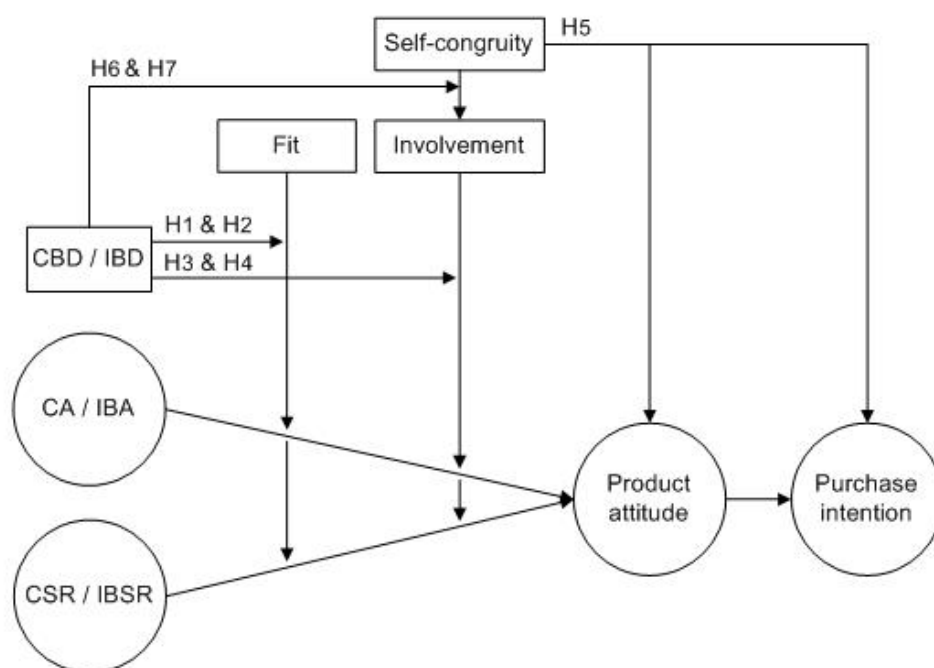 Self-congruity
H5
H6 & H7
Fit
Involvement
H1 & H2
CBD / IBD
H3 & H4
CA / IBA
Product
attitude
Purchase
intention
CSR / IBSR